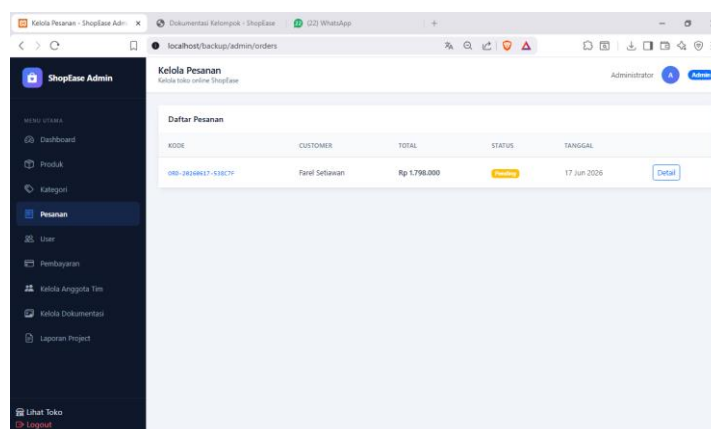 Kelola Pesanan - ShopEase Adm
Dokumentasi Kelompok - ShopEase
(22) WhatsApp
localhost/backup/admin/orders
ShopEase Admin
Kelola Pesanan
Kelola toko online ShopEase
Administrator
A
Admin
MENU UTAMA
Dashboard
Produk
Kategori
Pesanan
User
Pembayaran
Kelola Anggota Tim
Kelola Dokumentasi
Laporan Project
Lihat Toko
Logout
Daftar Pesanan
KODE CUSTOMER TOTAL STATUS TANGGAL
Farel Setiawan Rp 1.798.000 Pending 17 Jun 2026 Detail